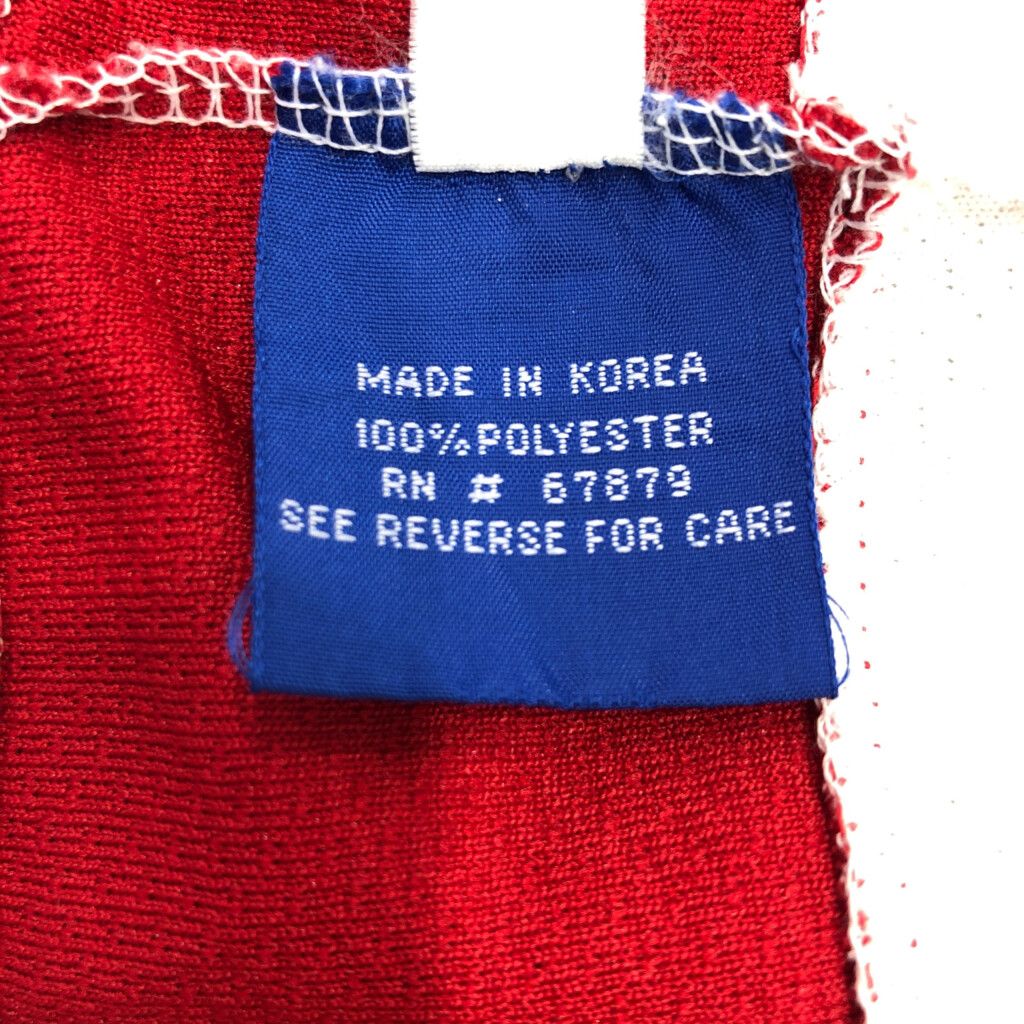 MADE IN KOREA
100% POLYESTER
RN # 67879
SEE REVERSE FOR CARE